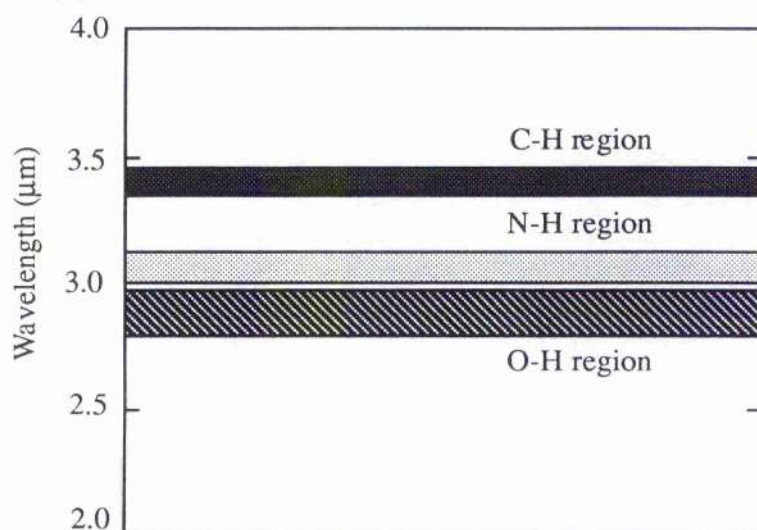 4.0
C-H region
3.5
N-H region
3.0
O-H region
2.5
2.0
Wavelength (μm)